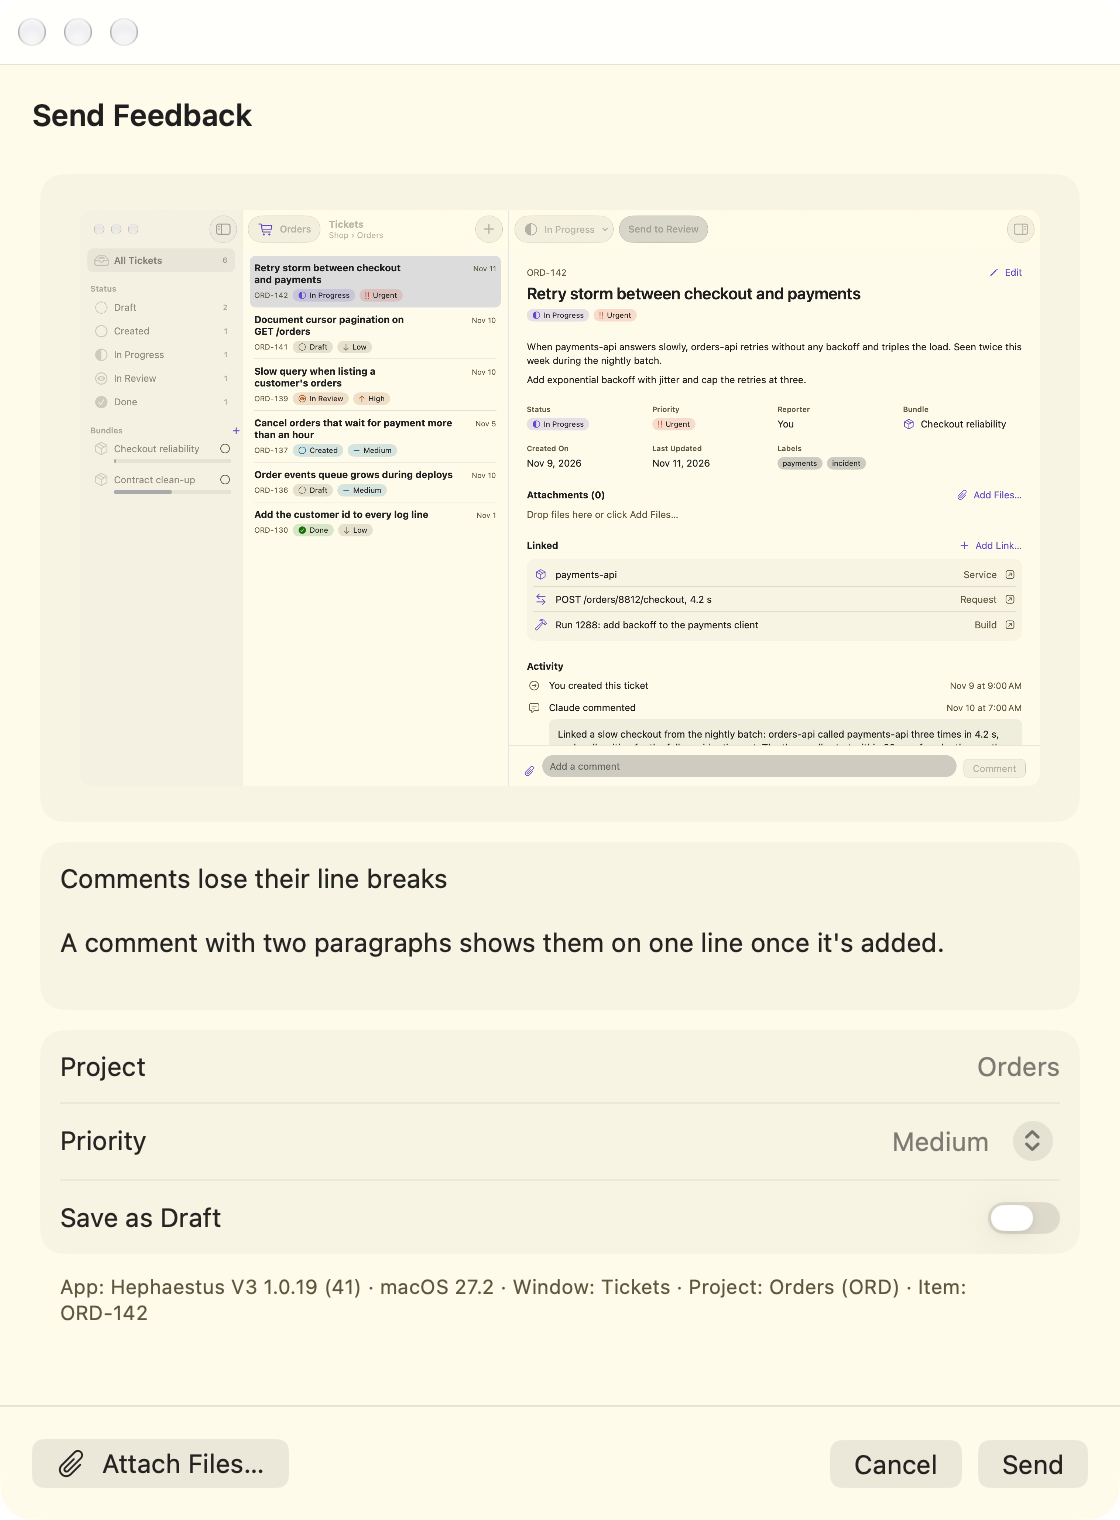 Send Feedback
Orders
Tickets
Shop › Orders
In Progress
Send to Review
All Tickets 6
Status
Draft 2
Created 1
In Progress 1
In Review 1
Done 1
Bundles
Checkout reliability
Contract clean-up
Retry storm between checkout and payments Nov 11
ORD-142 In Progress Urgent
Document cursor pagination on GET /orders Nov 10
ORD-141 Draft Low
Slow query when listing a customer's orders Nov 10
ORD-139 In Review High
Cancel orders that wait for payment more than an hour Nov 5
ORD-137 Created Medium
Order events queue grows during deploys Nov 10
ORD-136 Draft Medium
Add the customer id to every log line Nov 1
ORD-130 Done Low
ORD-142 Edit
Retry storm between checkout and payments
In Progress Urgent
When payments-api answers slowly, orders-api retries without any backoff and triples the load. Seen twice this
week during the nightly batch.
Add exponential backoff with jitter and cap the retries at three.
Status Priority Reporter Bundle
In Progress Urgent You Checkout reliability
Created On Last Updated Labels
Nov 9, 2026 Nov 11, 2026 payments incident
Attachments (0) Add Files...
Drop files here or click Add Files...
Linked Add Link...
payments-api Service
POST /orders/8812/checkout, 4.2 s Request
Run 1288: add backoff to the payments client Build
Activity
You created this ticket Nov 9 at 9:00 AM
Claude commented Nov 10 at 7:00 AM
Linked a slow checkout from the nightly batch: orders-api called payments-api three times in 4.2 s,
Add a comment Comment
Comments lose their line breaks
A comment with two paragraphs shows them on one line once it's added.
Project Orders
Priority Medium
Save as Draft
App: Hephaestus V3 1.0.19 (41) · macOS 27.2 · Window: Tickets · Project: Orders (ORD) · Item:
ORD-142
Attach Files...
Cancel
Send